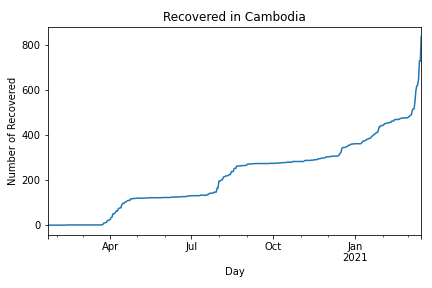 Recovered in Cambodia
Number of Recovered
800
600
400
200
0
Apr
Jul
Oct
Jan
2021
Day